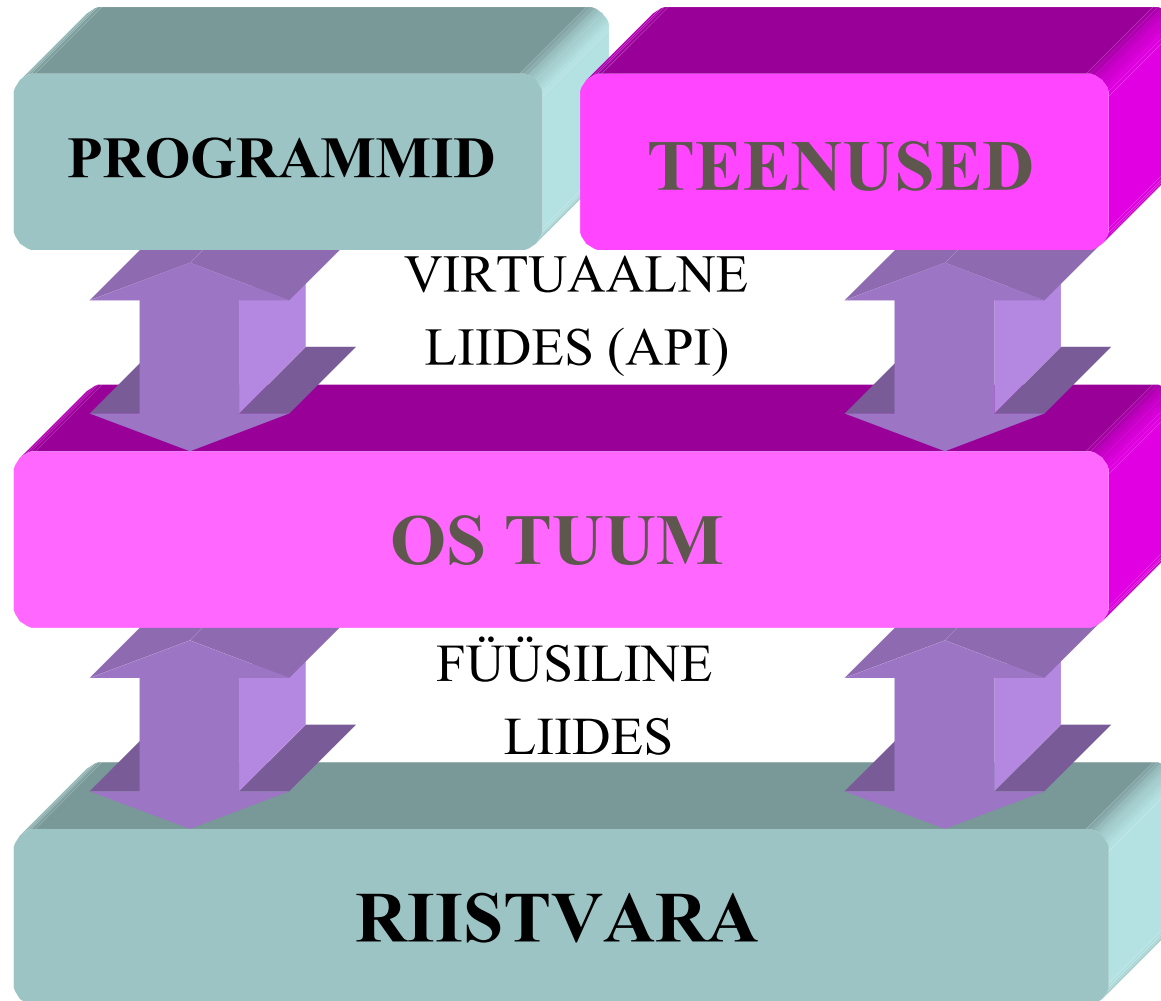 PROGRAMMID
TEENUSED
VIRTUAALNE
LIIDES (API)
OS TUUM
FÜÜSILINE
LIIDES
RIISTVARA